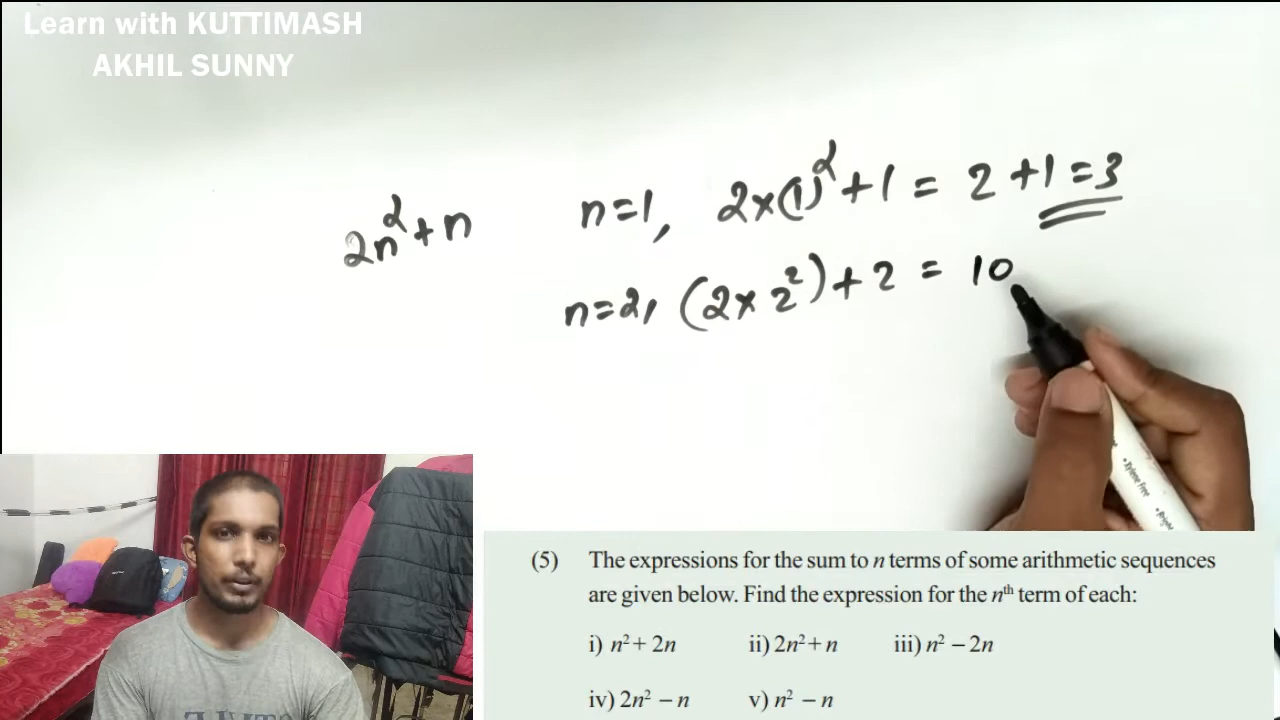 Learn with KUTTIMASH
AKHIL SUNNY
2n²+n
n=1, 2×(1)²+1 = 2+1=3
n=2, (2×2²)+2 = 10
(5) The expressions for the sum to n terms of some arithmetic sequences
are given below. Find the expression for the nᵗʰ term of each:
i) n² + 2n ii) 2n² + n iii) n² – 2n
iv) 2n² – n v) n² – n